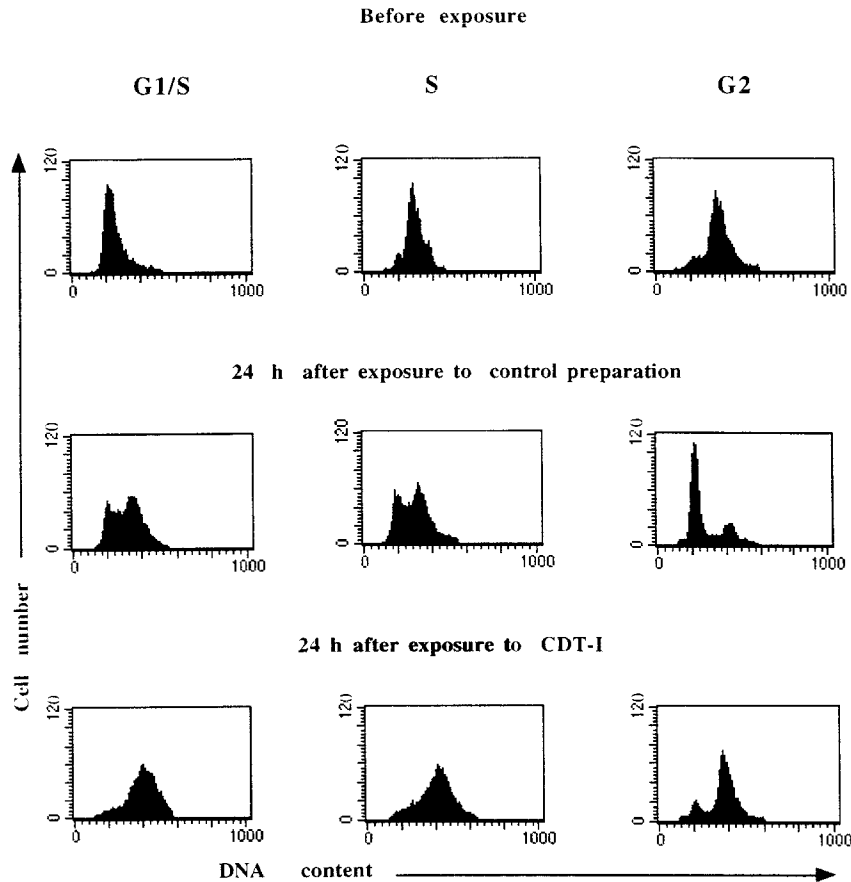 Before exposure
G1/S S G2
120 120 120
0 0 0
0 1000 0 1000 0 1000
24 h after exposure to control preparation
120 120 120
0 0 0
0 1000 0 1000 0 1000
24 h after exposure to CDT-I
120 120 120
0 0 0
0 1000 0 1000 0 1000
Cell number
DNA content